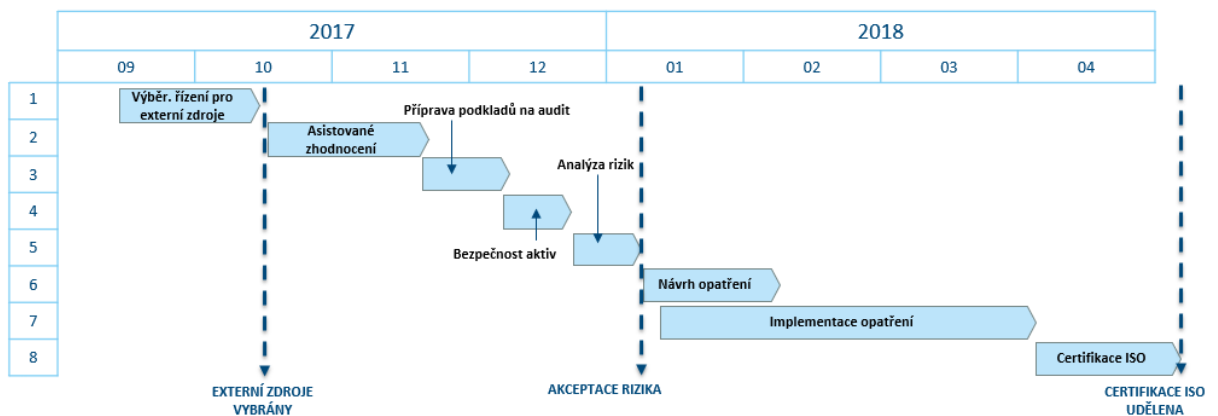 2017
2018
09
10
11
12
01
02
03
04
1
Výběr. řízení pro
externí zdroje
Příprava podkladů na audit
2
Asistované
zhodnocení
Analýza rizik
3
4
5
Bezpečnost aktiv
6
Návrh opatření
7
Implementace opatření
8
Certifikace ISO
EXTERNÍ ZDROJE
VYBRÁNY
AKCEPTACE RIZIKA
CERTIFIKACE ISO
UDĚLENA